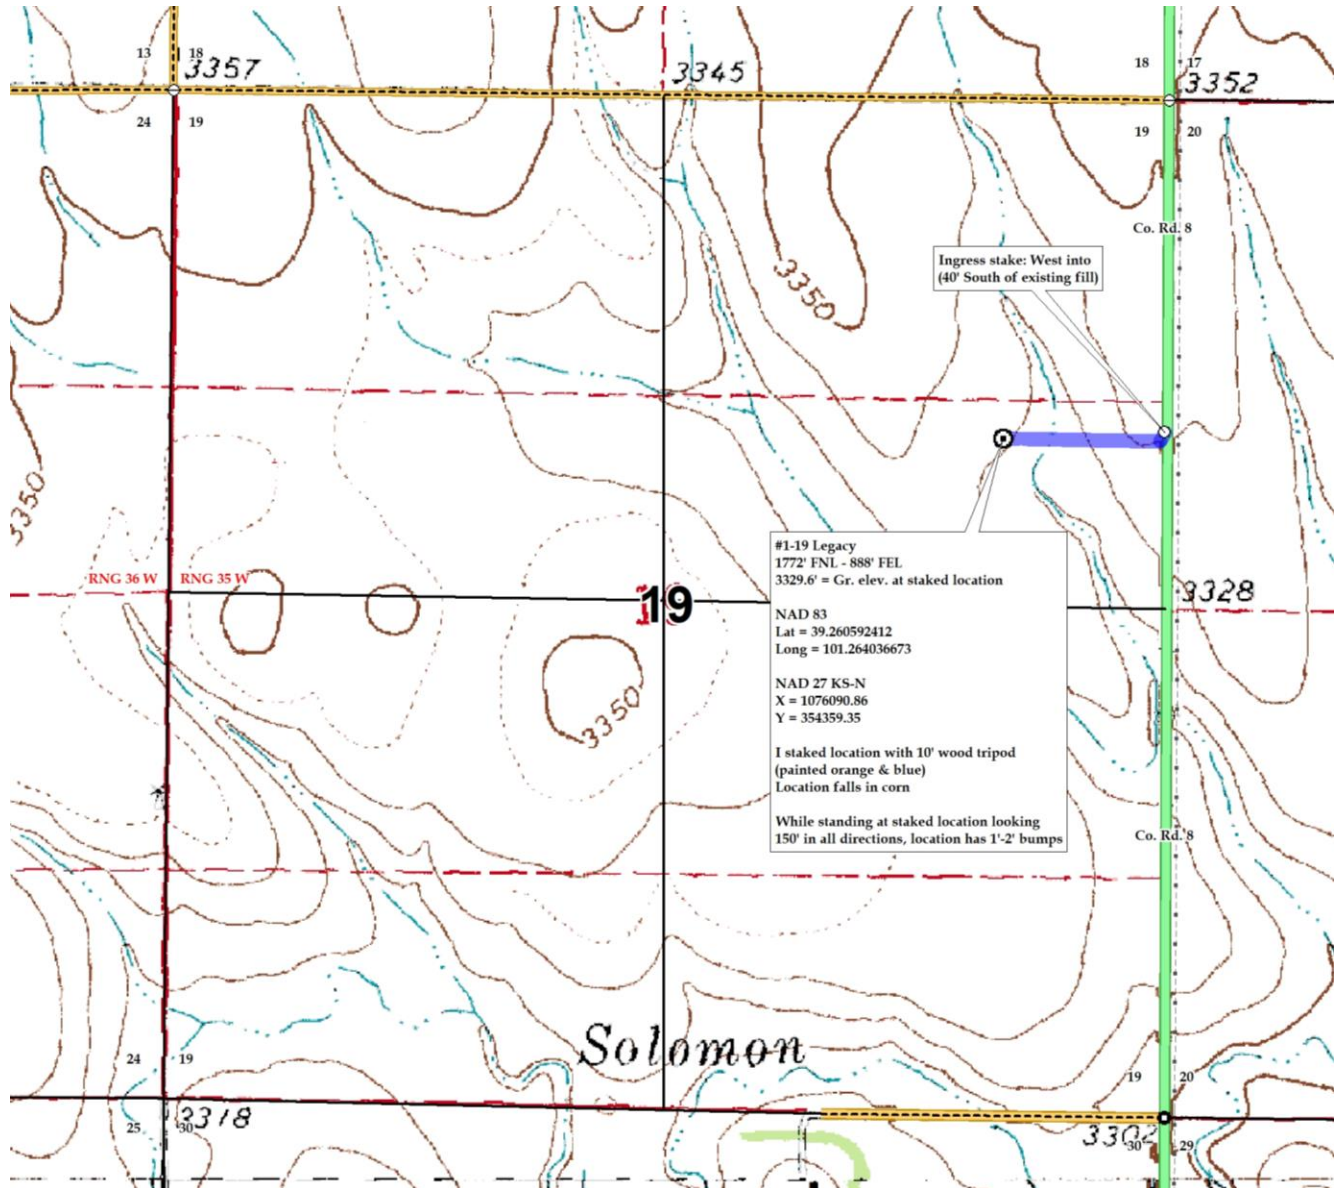 13 18
3357
3345
18 17
3352
24 19
19 20
Co. Rd. 8
Ingress stake: West into
(40' South of existing fill)
3350
3350
#1-19 Legacy
1772' FNL - 888' FEL
3329.6' = Gr. elev. at staked location
NAD 83
Lat = 39.260592412
Long = 101.264036673
NAD 27 KS-N
X = 1076090.86
Y = 354359.35
I staked location with 10' wood tripod
(painted orange & blue)
Location falls in corn
While standing at staked location looking
150' in all directions, location has 1'-2' bumps
RNG 36 W RNG 35 W
19
3328
3350
Co. Rd. 8
Solomon
24 19
19 20
25 30
3318
3302
30 29